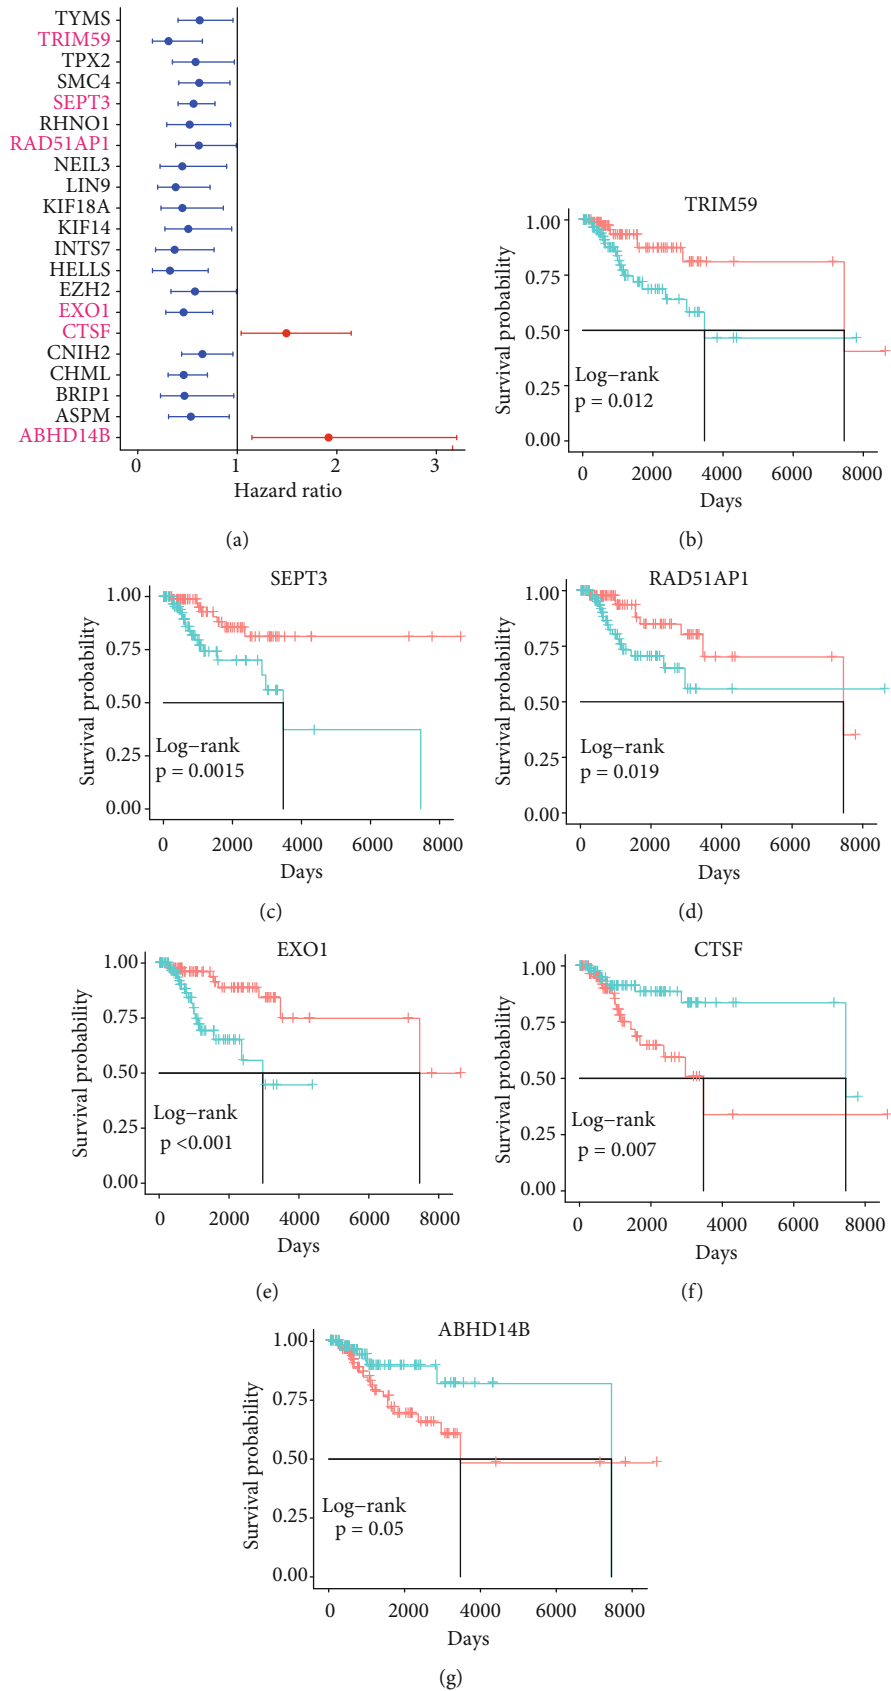 TYMS
TRIM59
TPX2
SMC4
SEPT3
RHNO1
RAD51AP1
NEIL3
LIN9
KIF18A
KIF14
INTS7
HELLS
EZH2
EXO1
CTSF
CNIH2
CHML
BRIP1
ASPM
ABHD14B
0 1 2 3
Hazard ratio
(a)
TRIM59
Survival probability
1.00
0.75
0.50
0.25
0.00
Log−rank
p = 0.012
0 2000 4000 6000 8000
Days
(b)
SEPT3
Survival probability
1.00
0.75
0.50
0.25
0.00
Log−rank
p = 0.0015
0 2000 4000 6000 8000
Days
(c)
RAD51AP1
Survival probability
1.00
0.75
0.50
0.25
0.00
Log−rank
p = 0.019
0 2000 4000 6000 8000
Days
(d)
EXO1
Survival probability
1.00
0.75
0.50
0.25
0.00
Log−rank
p <0.001
0 2000 4000 6000 8000
Days
(e)
CTSF
Survival probability
1.00
0.75
0.50
0.25
0.00
Log−rank
p = 0.007
0 2000 4000 6000 8000
Days
(f)
ABHD14B
Survival probability
1.00
0.75
0.50
0.25
0.00
Log−rank
p = 0.05
0 2000 4000 6000 8000
Days
(g)